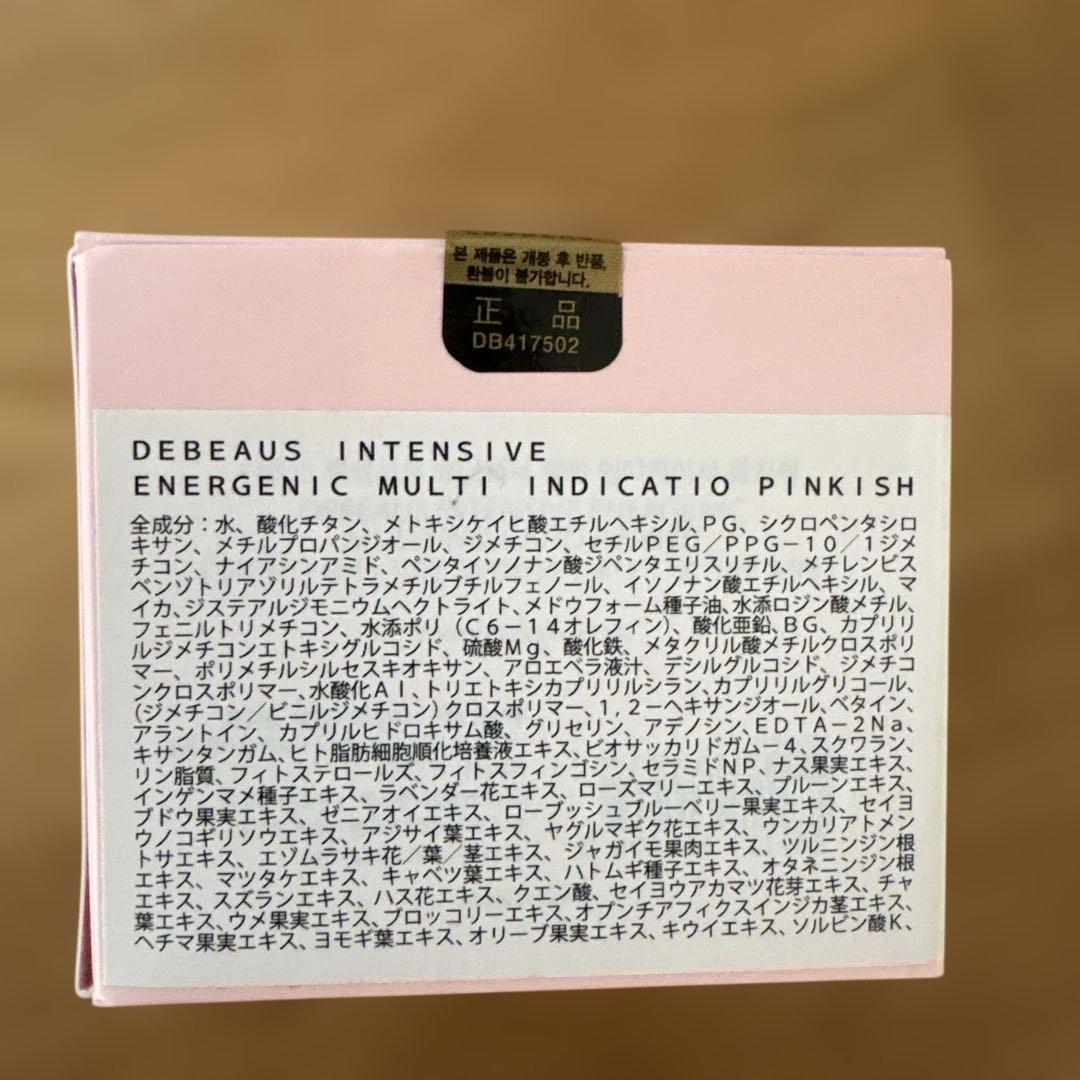 본 제품은 개봉 후 반품,
환불이 불가합니다.
正 品
DB417502
DEBEAUS INTENSIVE
ENERGENIC MULTI INDICATIO PINKISH
全成分：水、酸化チタン、メトキシケイヒ酸エチルヘキシル、ＰＧ、シクロペンタシロ
キサン、メチルプロパンジオール、ジメチコン、セチルＰＥＧ／ＰＰＧ－１０／１ジメ
チコン、ナイアシンアミド、ペンタイソノナン酸ジペンタエリスリチル、メチレンビス
ベンゾトリアゾリルテトラメチルブチルフェノール、イソノナン酸エチルヘキシル、マ
イカ、ジステアルジモニウムヘクトライト、メドウフォーム種子油、水添ロジン酸メチル、
フェニルトリメチコン、水添ポリ（Ｃ６－１４オレフィン）、酸化亜鉛、ＢＧ、カプリリ
ルジメチコンエトキシグルコシド、硫酸Ｍｇ、酸化鉄、メタクリル酸メチルクロスポリ
マー、ポリメチルシルセスキオキサン、アロエベラ液汁、デシルグルコシド、ジメチコ
ンクロスポリマー、水酸化ＡＩ、トリエトキシカプリリルシラン、カプリリルグリコール、
(ジメチコン／ビニルジメチコン）クロスポリマー、１，２－ヘキサンジオール、ベタイン、
アラントイン、カプリルヒドロキサム酸、グリセリン、アデノシン、ＥＤＴＡ－２Ｎａ、
キサンタンガム、ヒト脂肪細胞順化培養液エキス、ビオサッカリドガム－４、スクワラン、
リン脂質、フィトステロールズ、フィトスフィンゴシン、セラミドＮＰ、ナス果実エキス、
インゲンマメ種子エキス、ラベンダー花エキス、ローズマリーエキス、プルーンエキス、
ブドウ果実エキス、ゼニアオイエキス、ローブッシュブルーベリー果実エキス、セイヨ
ウノコギリソウエキス、アジサイ葉エキス、ヤグルマギク花エキス、ウンカリアトメン
トサエキス、エゾムラサキ花／葉／茎エキス、ジャガイモ果肉エキス、ツルニンジン根
エキス、マツタケエキス、キャベツ葉エキス、ハトムギ種子エキス、オタネニンジン根
エキス、スズランエキス、ハス花エキス、クエン酸、セイヨウアカマツ花芽エキス、チャ
葉エキス、ウメ果実エキス、ブロッコリーエキス、オプンチアフィクスインジカ茎エキス、
ヘチマ果実エキス、ヨモギ葉エキス、オリーブ果実エキス、キウイエキス、ソルビン酸Ｋ、